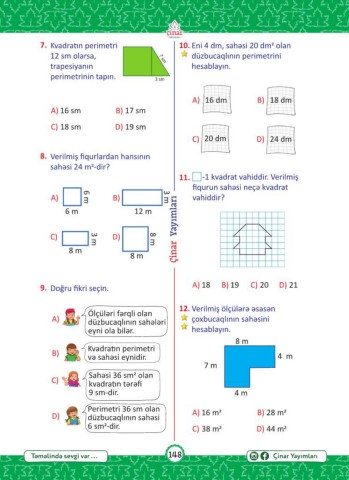 çinar
7. Kvadratın perimetri
12 sm olarsa,
trapesiyanın
perimetrinin tapın.
3 sm
A) 16 sm B) 17 sm
C) 18 sm D) 19 sm
8. Verilmiş fiqurlardan hansının
sahəsi 24 m²-dir?
A) 6 m
6 m
B) 3 m
12 m
C) 3 m
8 m
D) 8 m
8 m
9. Doğru fikri seçin.
A) Ölçüləri fərqli olan
düzbucaqlının sahələri
eyni ola bilər.
B) Kvadratın perimetri
və sahəsi eynidir.
C) Sahəsi 36 sm² olan
kvadratın tərəfi
9 sm-dir.
D) Perimetri 36 sm olan
düzbucaqlının sahəsi
6 sm²-dir.
Çinar Yayımları
10. Eni 4 dm, sahəsi 20 dm² olan
düzbucaqlının perimetrini
hesablayın.
A) 16 dm B) 18 dm
C) 20 dm D) 24 dm
11. -1 kvadrat vahiddir. Verilmiş
fiqurun sahəsi neçə kvadrat
vahiddir?
A) 18 B) 19 C) 20 D) 21
12. Verilmiş ölçülərə əsasən
çoxbucaqlının sahəsini
hesablayın.
8 m
7 m
4 m
4 m
A) 16 m² B) 28 m²
C) 38 m² D) 44 m²
Tamalında sevgi var ...
148
Çinar Yayımları